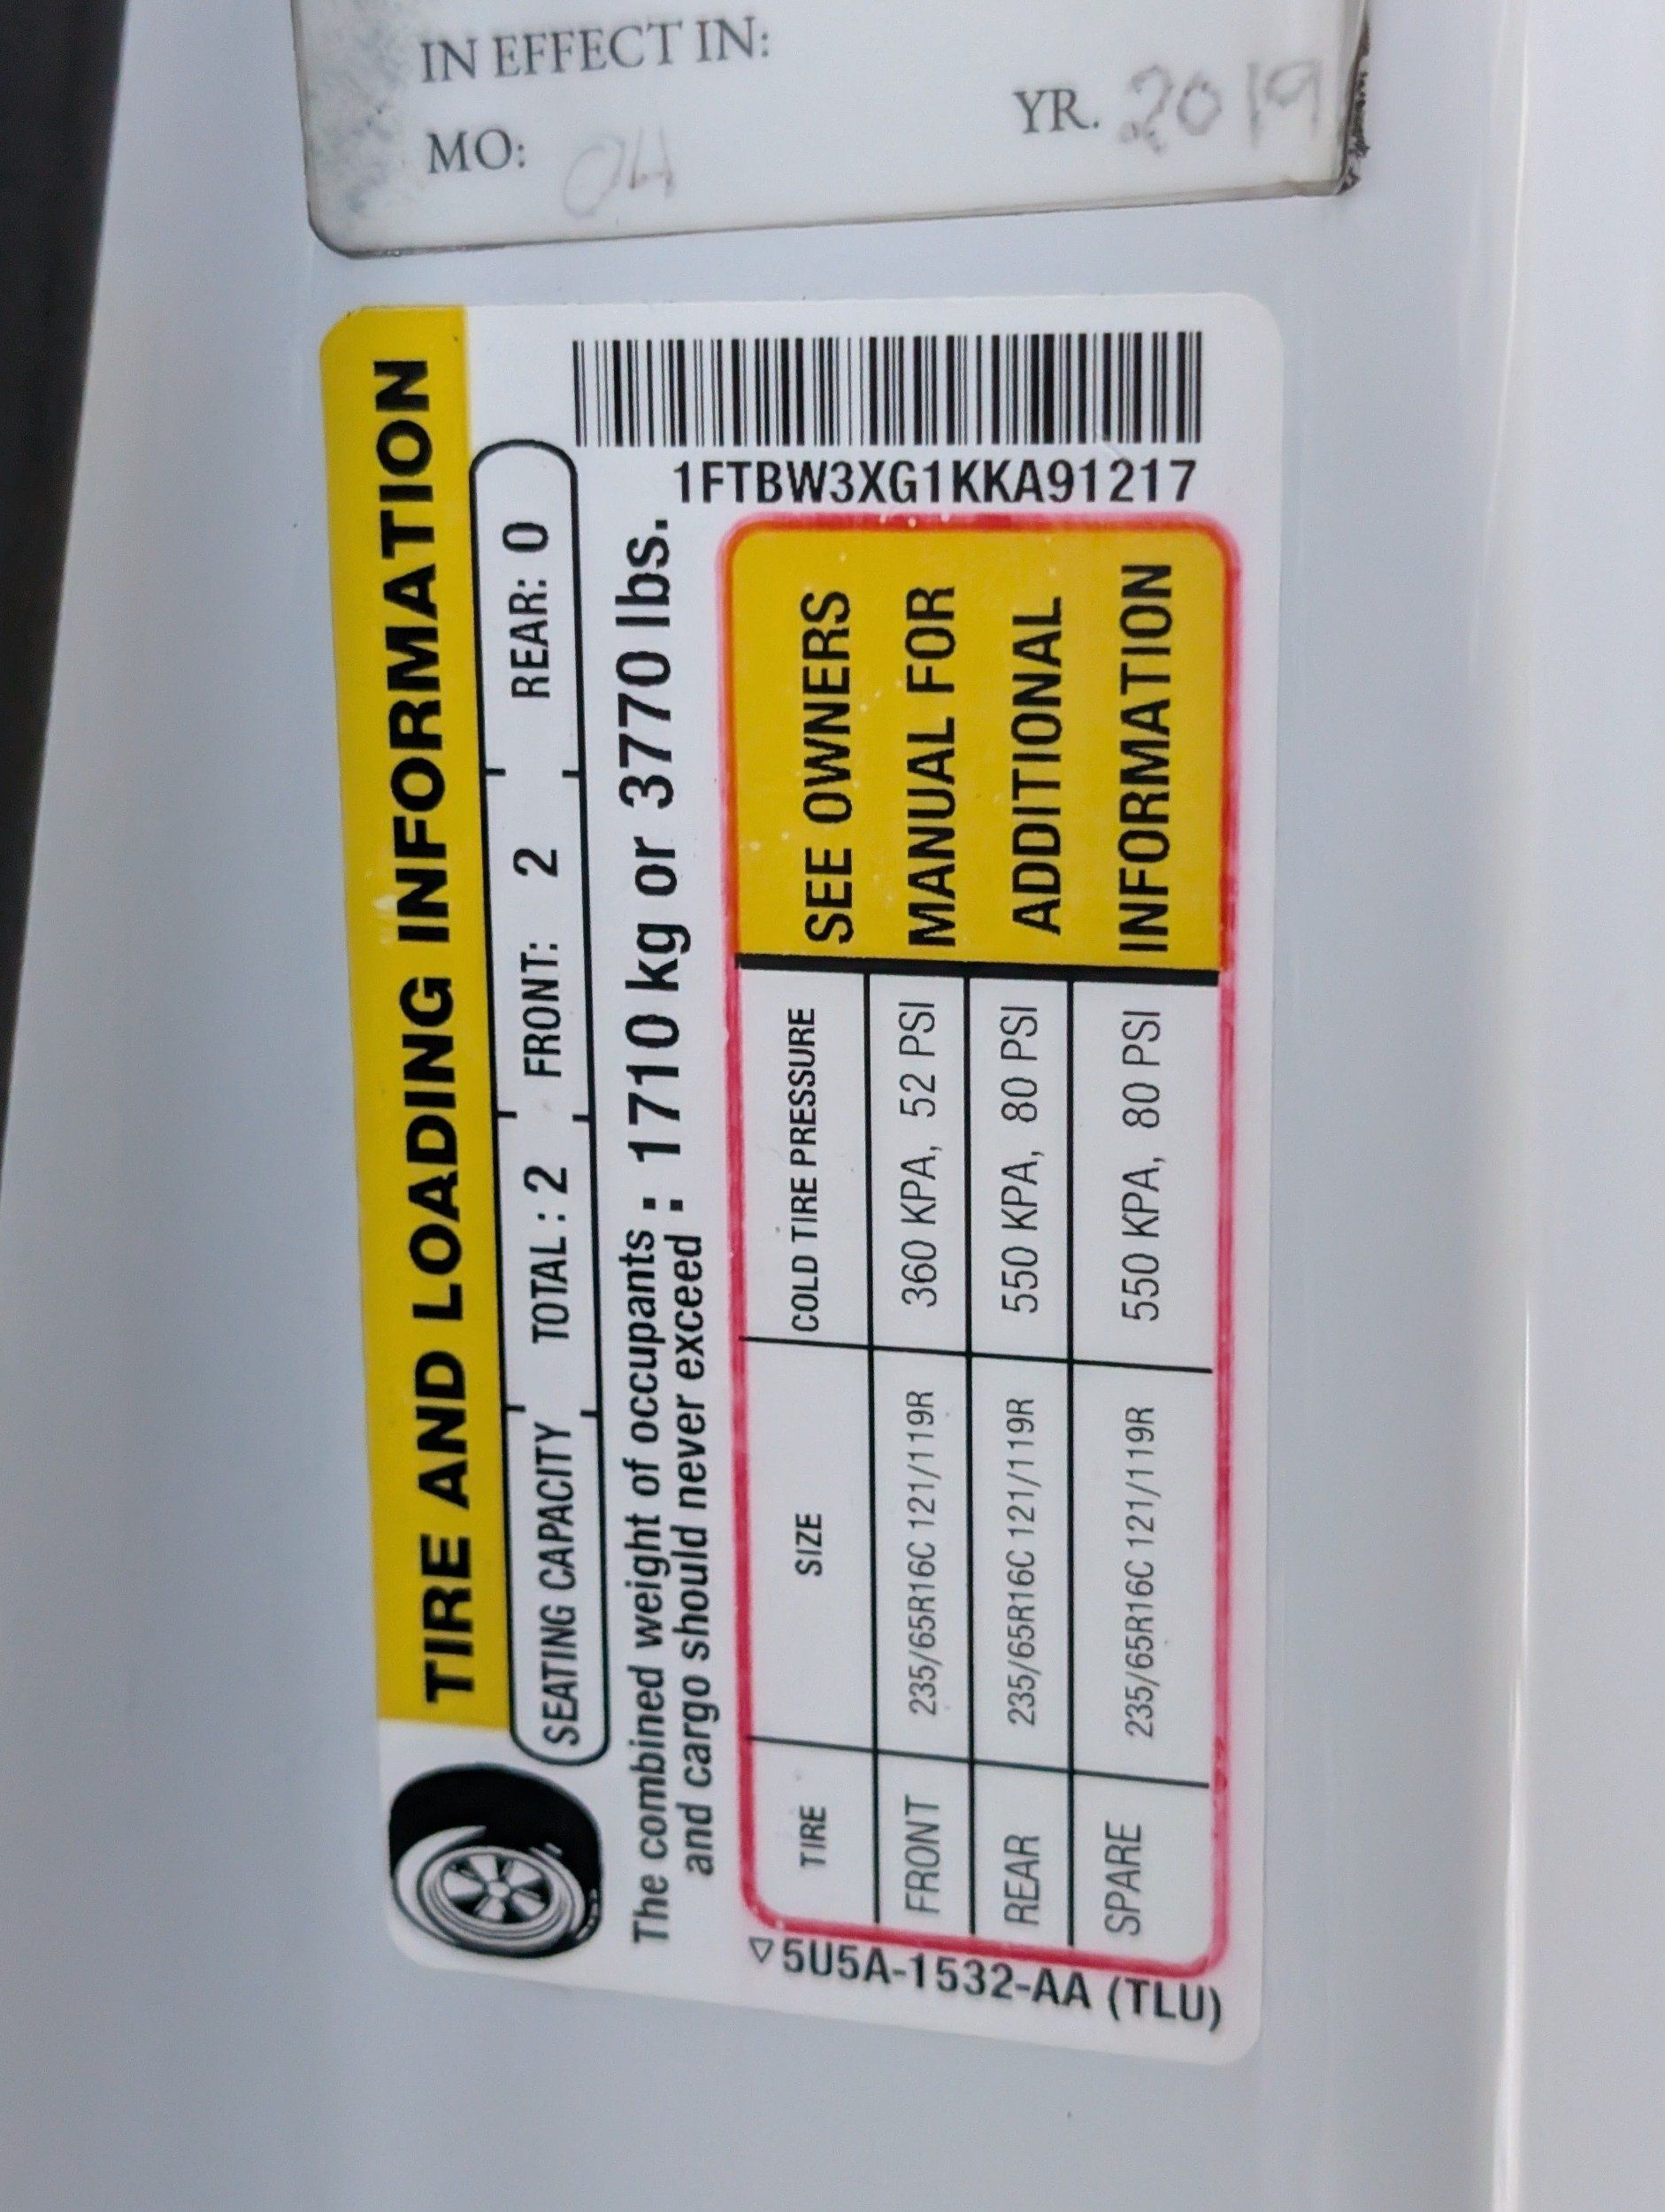 IN EFFECT IN:
MO: 04 YR. 2019
TIRE AND LOADING INFORMATION
SEATING CAPACITY TOTAL : 2 FRONT: 2 REAR: 0
The combined weight of occupants : 1710 kg or 3770 lbs.
and cargo should never exceed :
TIRE SIZE COLD TIRE PRESSURE
FRONT 235/65R16C 121/119R 360 KPA, 52 PSI
REAR 235/65R16C 121/119R 550 KPA, 80 PSI
SPARE 235/65R16C 121/119R 550 KPA, 80 PSI
SEE OWNERS
MANUAL FOR
ADDITIONAL
INFORMATION
1FTBW3XG1KKA91217
▽5U5A-1532-AA (TLU)